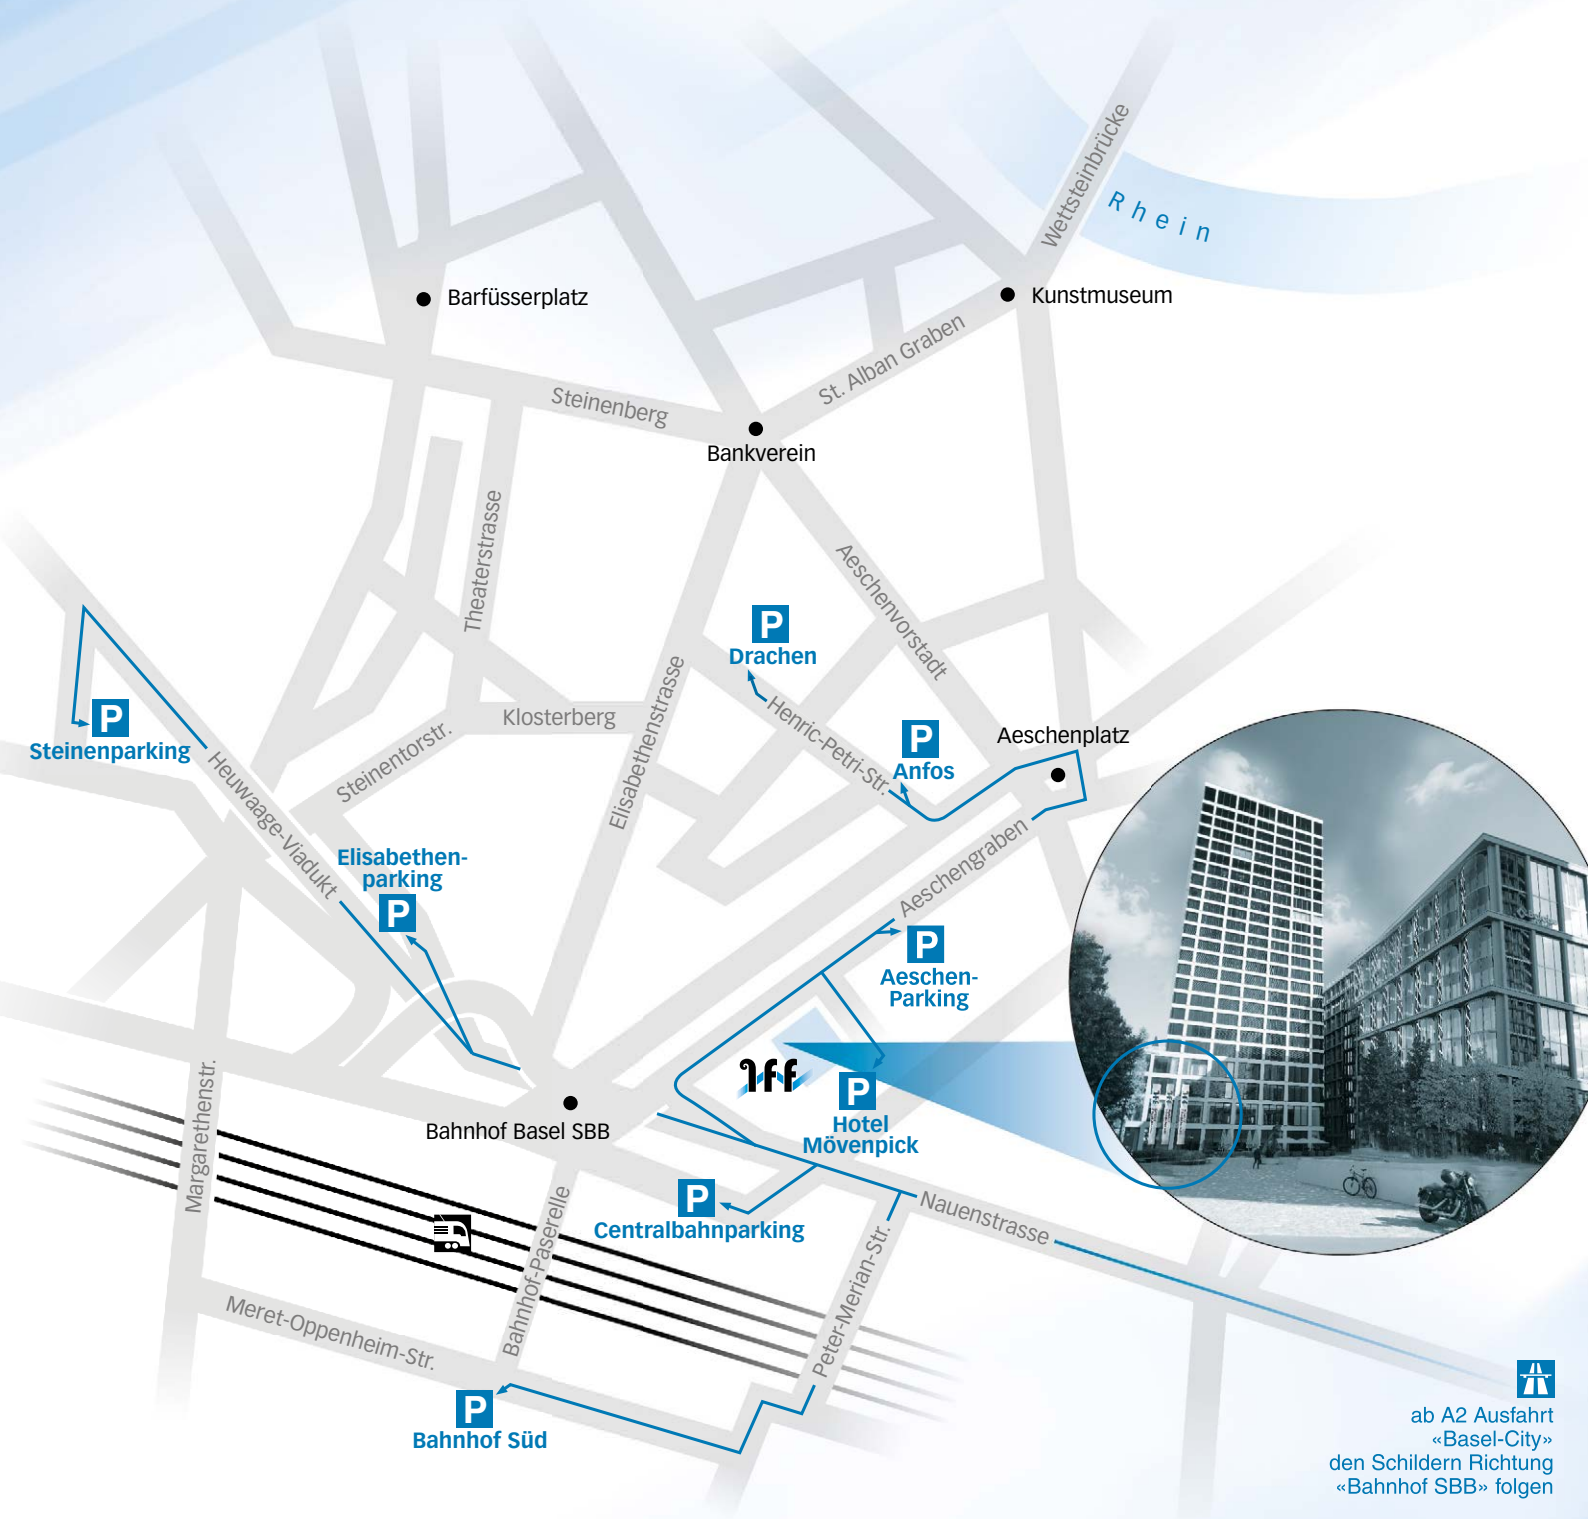 Wettsteinbrücke
Rhein
Barfüsserplatz
Kunstmuseum
St. Alban Graben
Steinenberg
Bankverein
Theaterstrasse
Aeschenvorstadt
P
Drachen
Elisabethenstrasse
Klosterberg
Henric-Petri-Str.
P
Steinenparking
P
Anfos
Aeschenplatz
Steinentorstr.
Heuwaage-Viadukt
Elisabethen-
parking
P
Aeschengraben
P
Aeschen-
Parking
Iff
P
Hotel
Mövenpick
Margarethenstr.
Bahnhof Basel SBB
P
Centralbahnparking
Nauenstrasse
Bahnhof-Paserelle
Peter-Merian-Str.
Meret-Oppenheim-Str.
P
Bahnhof Süd
ab A2 Ausfahrt
«Basel-City»
den Schildern Richtung
«Bahnhof SBB» folgen